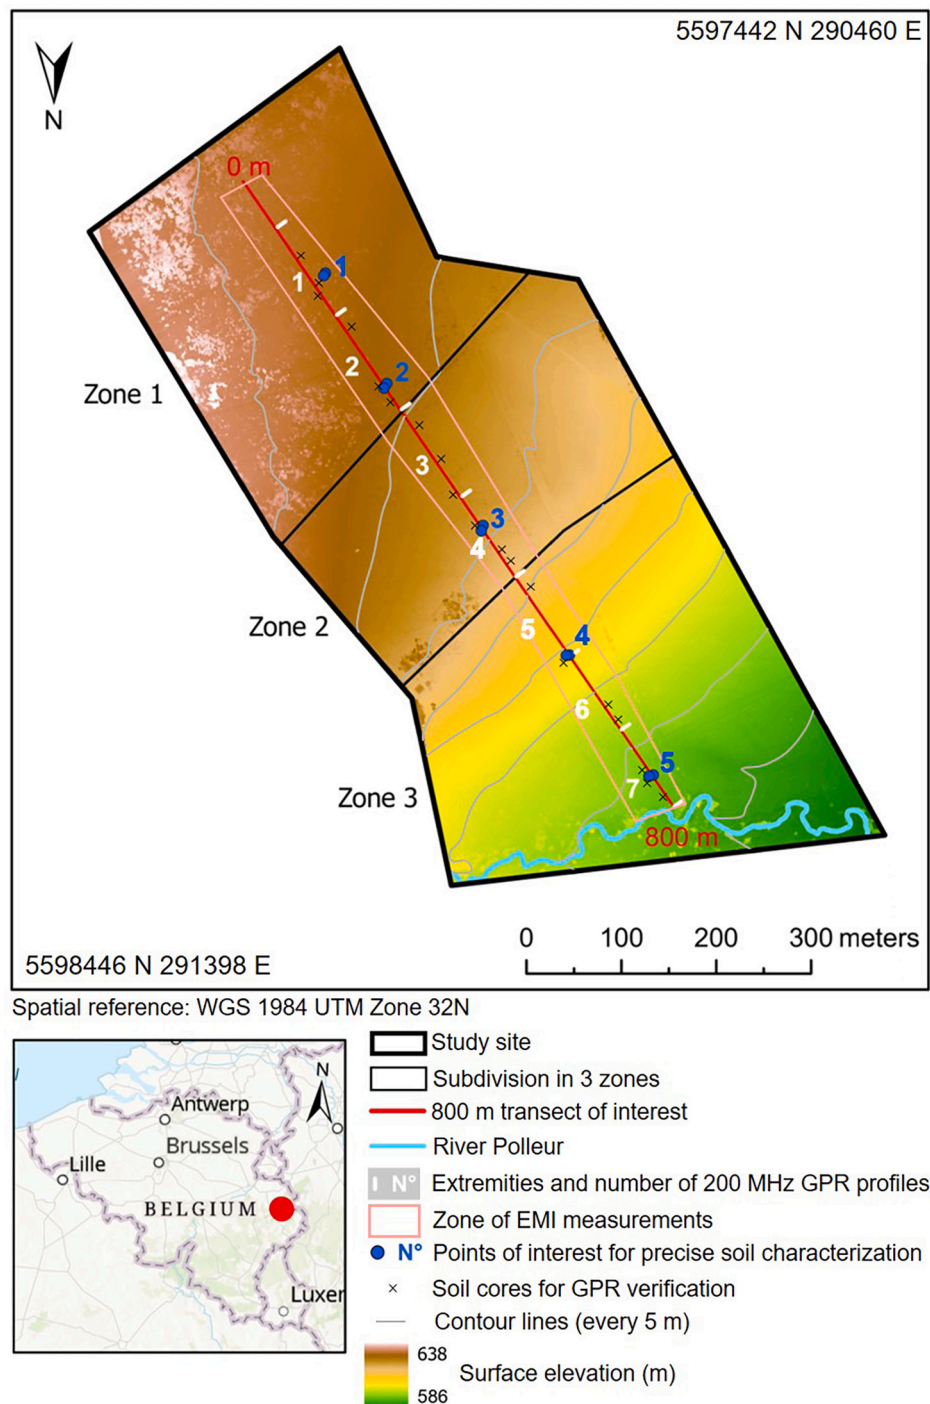 5597442 N 290460 E
N
0 m
1
1
2
2
Zone 1
3
3
4
Zone 2
4
5
6
5
Zone 3
7
800 m
0 100 200 300 meters
5598446 N 291398 E
Spatial reference: WGS 1984 UTM Zone 32N
N
Antwerp
Brussels
Lille
BELGIUM
Luxer
Study site
Subdivision in 3 zones
800 m transect of interest
River Polleur
N° Extremities and number of 200 MHz GPR profiles
Zone of EMI measurements
N° Points of interest for precise soil characterization
Soil cores for GPR verification
Contour lines (every 5 m)
638
Surface elevation (m)
586